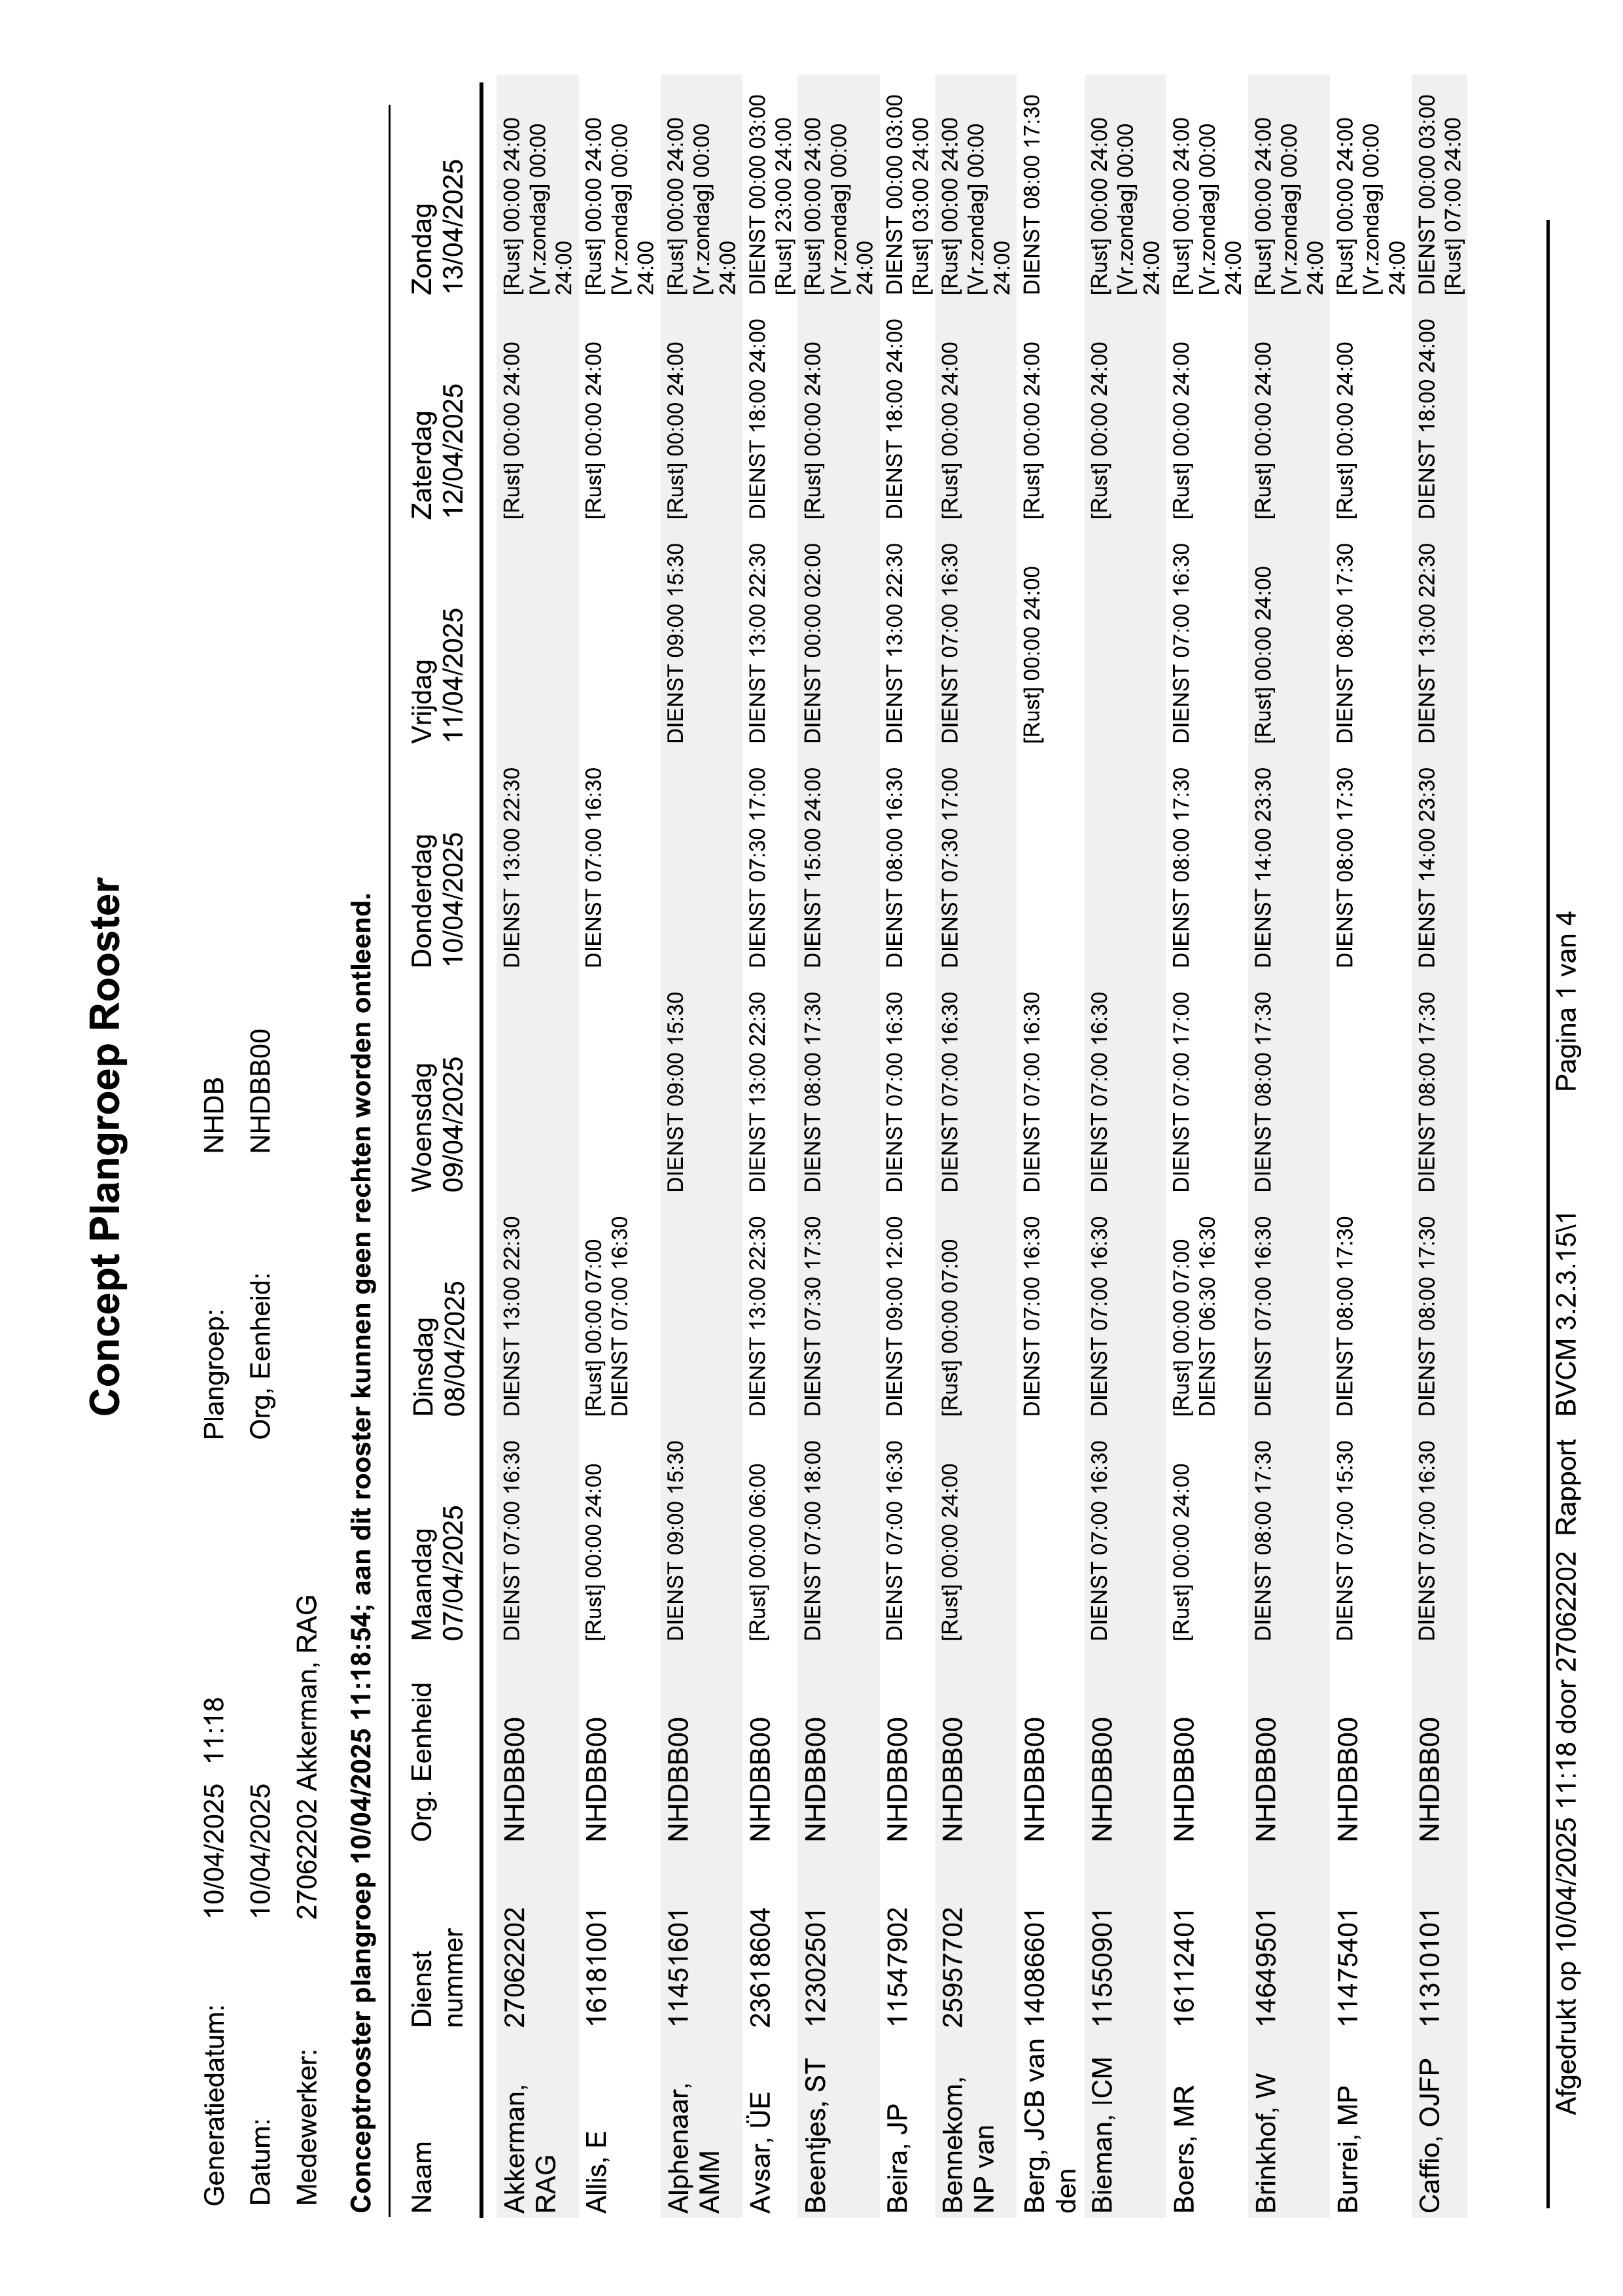 Concept Plangroep Rooster
Generatiedatum: 10/04/2025 11:18 Plangroep: NHDB
Datum: 10/04/2025 Org, Eenheid: NHDBB00
Medewerker: 27062202 Akkerman, RAG
Conceptrooster plangroep 10/04/2025 11:18:54; aan dit rooster kunnen geen rechten worden ontleend.
Naam Dienst Org. Eenheid Maandag Dinsdag Woensdag Donderdag Vrijdag Zaterdag Zondag
nummer 07/04/2025 08/04/2025 09/04/2025 10/04/2025 11/04/2025 12/04/2025 13/04/2025
Akkerman, 27062202 NHDBB00 DIENST 07:00 16:30 DIENST 13:00 22:30 DIENST 13:00 22:30 [Rust] 00:00 24:00 [Rust] 00:00 24:00
RAG [Vr.zondag] 00:00
24:00
Allis, E 16181001 NHDBB00 [Rust] 00:00 24:00 [Rust] 00:00 07:00 DIENST 07:00 16:30 [Rust] 00:00 24:00 [Rust] 00:00 24:00
DIENST 07:00 16:30 [Vr.zondag] 00:00
24:00
Alphenaar, 11451601 NHDBB00 DIENST 09:00 15:30 DIENST 09:00 15:30 DIENST 09:00 15:30 [Rust] 00:00 24:00 [Rust] 00:00 24:00
AMM [Vr.zondag] 00:00
24:00
Avsar, ÜE 23618604 NHDBB00 [Rust] 00:00 06:00 DIENST 13:00 22:30 DIENST 13:00 22:30 DIENST 07:30 17:00 DIENST 13:00 22:30 DIENST 18:00 24:00 DIENST 00:00 03:00
[Rust] 23:00 24:00
Beentjes, ST 12302501 NHDBB00 DIENST 07:00 18:00 DIENST 07:30 17:30 DIENST 08:00 17:30 DIENST 15:00 24:00 DIENST 00:00 02:00 [Rust] 00:00 24:00 [Rust] 00:00 24:00
[Vr.zondag] 00:00
24:00
Beira, JP 11547902 NHDBB00 DIENST 07:00 16:30 DIENST 09:00 12:00 DIENST 07:00 16:30 DIENST 08:00 16:30 DIENST 13:00 22:30 DIENST 18:00 24:00 DIENST 00:00 03:00
[Rust] 03:00 24:00
Bennekom, 25957702 NHDBB00 [Rust] 00:00 24:00 [Rust] 00:00 07:00 DIENST 07:00 16:30 DIENST 07:30 17:00 DIENST 07:00 16:30 [Rust] 00:00 24:00 [Rust] 00:00 24:00
NP van [Vr.zondag] 00:00
24:00
Berg, JCB van 14086601 NHDBB00 DIENST 07:00 16:30 DIENST 07:00 16:30 [Rust] 00:00 24:00 [Rust] 00:00 24:00 DIENST 08:00 17:30
den
Bieman, ICM 11550901 NHDBB00 DIENST 07:00 16:30 DIENST 07:00 16:30 DIENST 07:00 16:30 [Rust] 00:00 24:00 [Rust] 00:00 24:00
[Vr.zondag] 00:00
24:00
Boers, MR 16112401 NHDBB00 [Rust] 00:00 24:00 [Rust] 00:00 07:00 DIENST 07:00 17:00 DIENST 08:00 17:30 DIENST 07:00 16:30 [Rust] 00:00 24:00 [Rust] 00:00 24:00
DIENST 06:30 16:30 [Vr.zondag] 00:00
24:00
Brinkhof, W 14649501 NHDBB00 DIENST 08:00 17:30 DIENST 07:00 16:30 DIENST 08:00 17:30 DIENST 14:00 23:30 [Rust] 00:00 24:00 [Rust] 00:00 24:00 [Rust] 00:00 24:00
[Vr.zondag] 00:00
24:00
Burrei, MP 11475401 NHDBB00 DIENST 07:00 15:30 DIENST 08:00 17:30 DIENST 08:00 17:30 DIENST 08:00 17:30 [Rust] 00:00 24:00 [Rust] 00:00 24:00
[Vr.zondag] 00:00
24:00
Caffio, OJFP 11310101 NHDBB00 DIENST 07:00 16:30 DIENST 08:00 17:30 DIENST 08:00 17:30 DIENST 14:00 23:30 DIENST 13:00 22:30 DIENST 18:00 24:00 DIENST 00:00 03:00
[Rust] 07:00 24:00
Afgedrukt op 10/04/2025 11:18 door 27062202 Rapport BVCM 3.2.3.15\1 Pagina 1 van 4